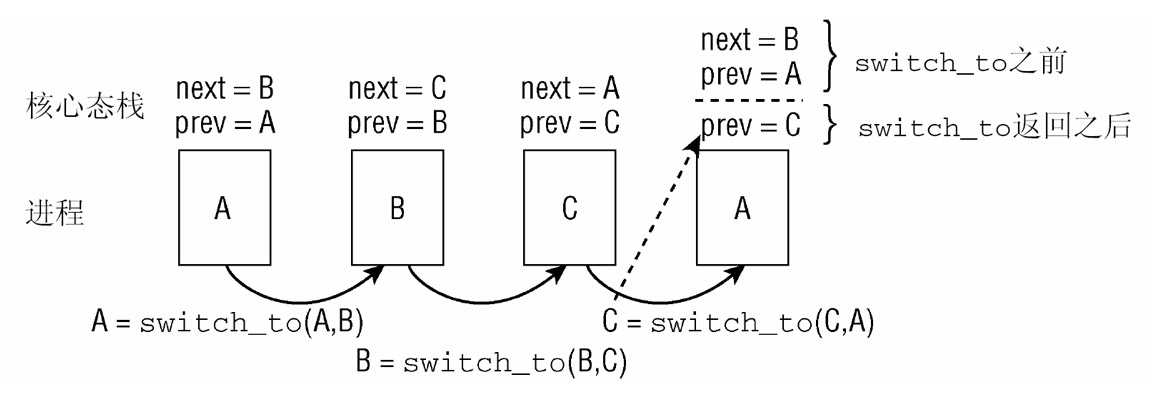 next = B
prev = A
switch_to之前
核心态栈
next = B
prev = A
next = C
prev = B
next = A
prev = C
prev = C
switch_to返回之后
进程
A
B
C
A
A = switch_to(A,B)
C = switch_to(C,A)
B = switch_to(B,C)